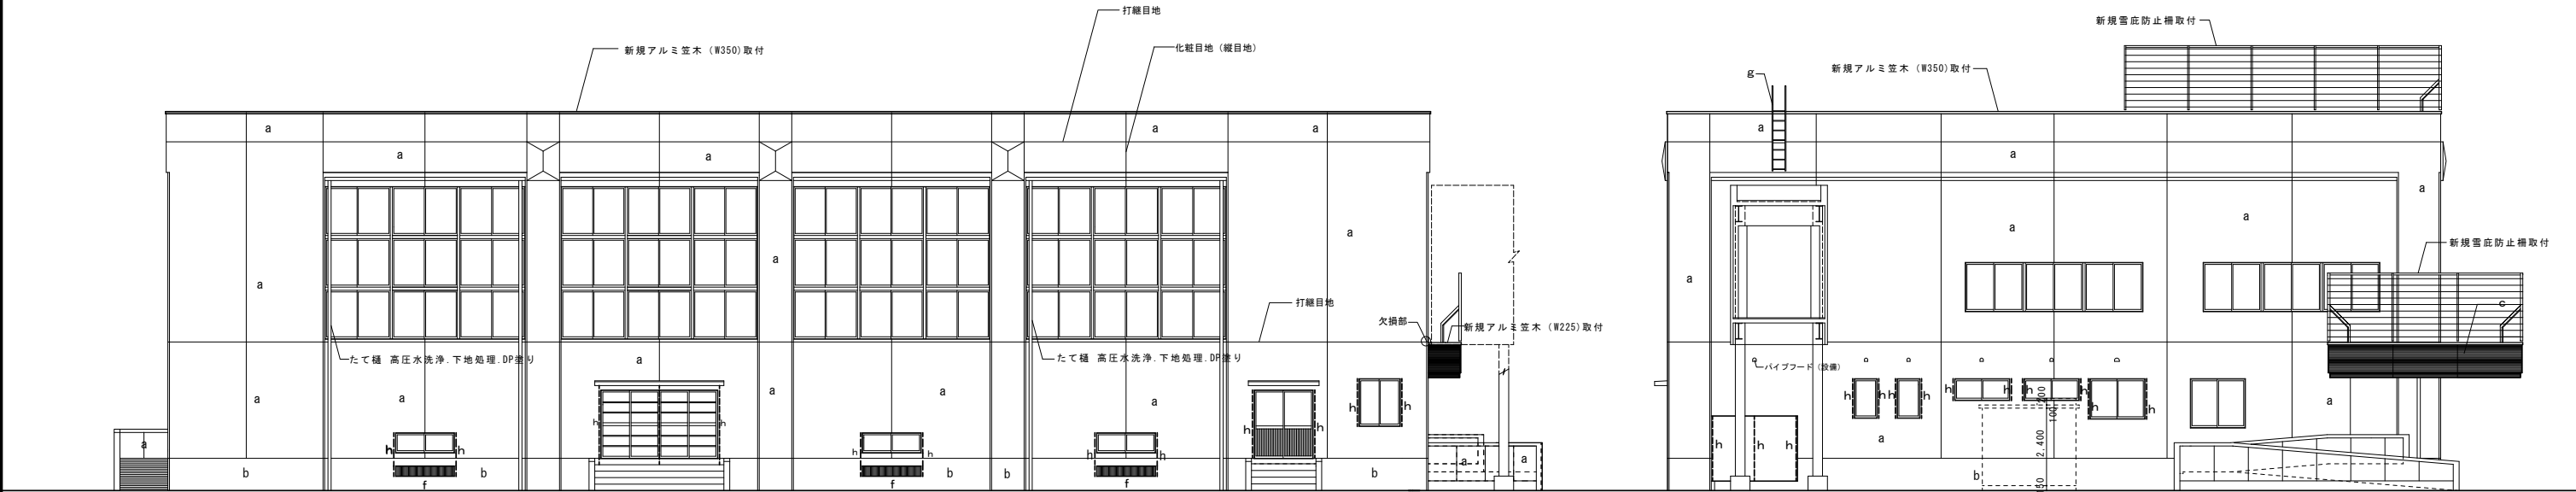 打継目地
新規アルミ笠木 (W350)取付
化粧目地 (縦目地)
a
a
a
a
a
a
a
a
a
たて樋 高圧水洗浄.下地処理.DP塗り
たて樋 高圧水洗浄.下地処理.DP塗り
打継目地
欠損部
新規アルミ笠木 (W225)取付
a
a
a
a
a
a
a
h
h
h
h
h
h
h
h
h
h
h
h
b
b
b
b
b
f
f
f
a
a
新規雪庇防止柵取付
新規アルミ笠木 (W350)取付
g
a
a
a
a
a
a
新規雪庇防止柵取付
c
パイプフード (設備)
h
h
h
h
h
h
h
h
h
h
200
100
2,400
a
a
h
h
h
b